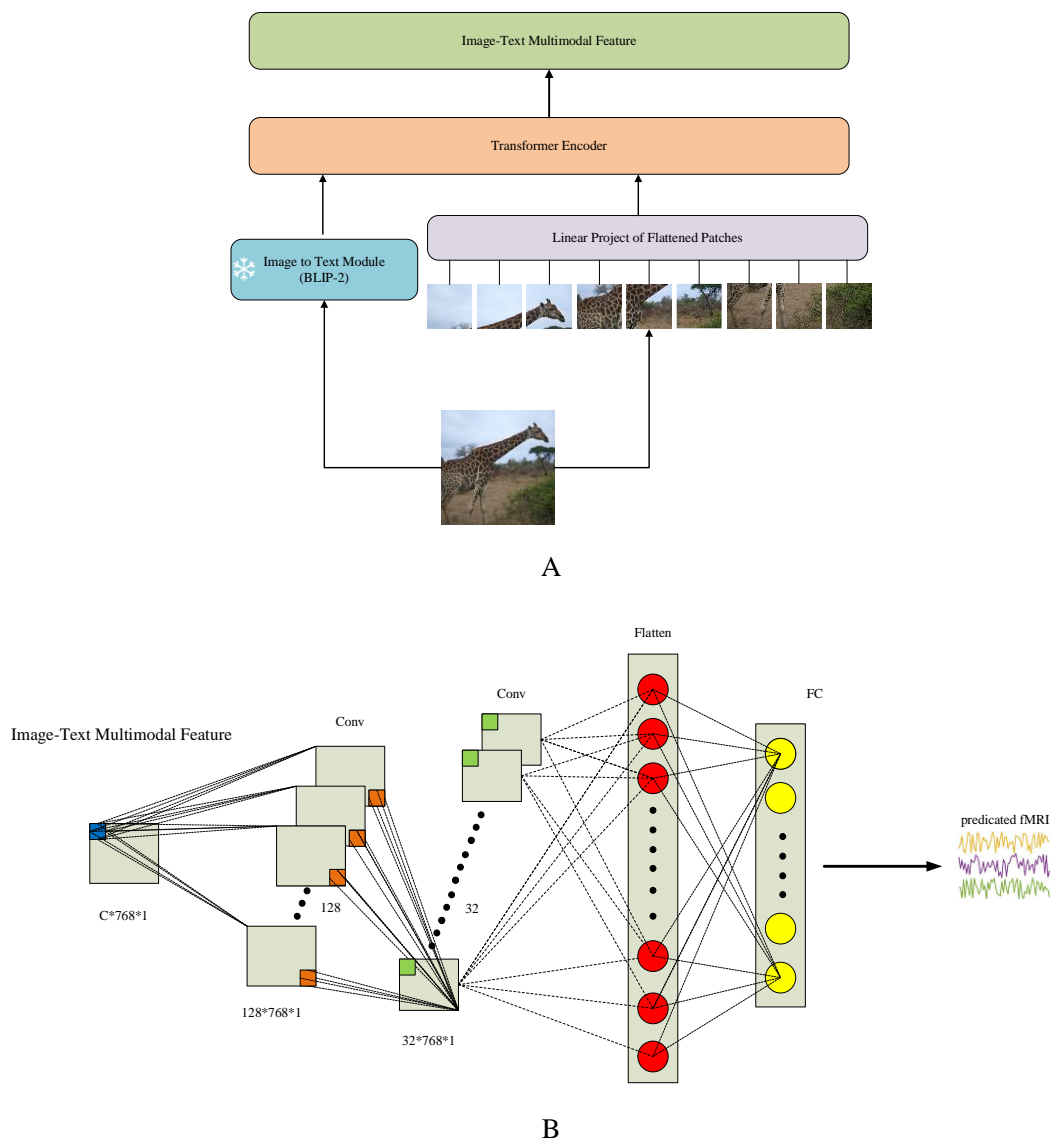 Image-Text Multimodal Feature
Transformer Encoder
Linear Project of Flattened Patches
Image to Text Module
(BLIP-2)
A
Flatten
Conv
FC
Conv
Image-Text Multimodal Feature
predicated fMRI
128
32
C*768*1
128*768*1
32*768*1
B